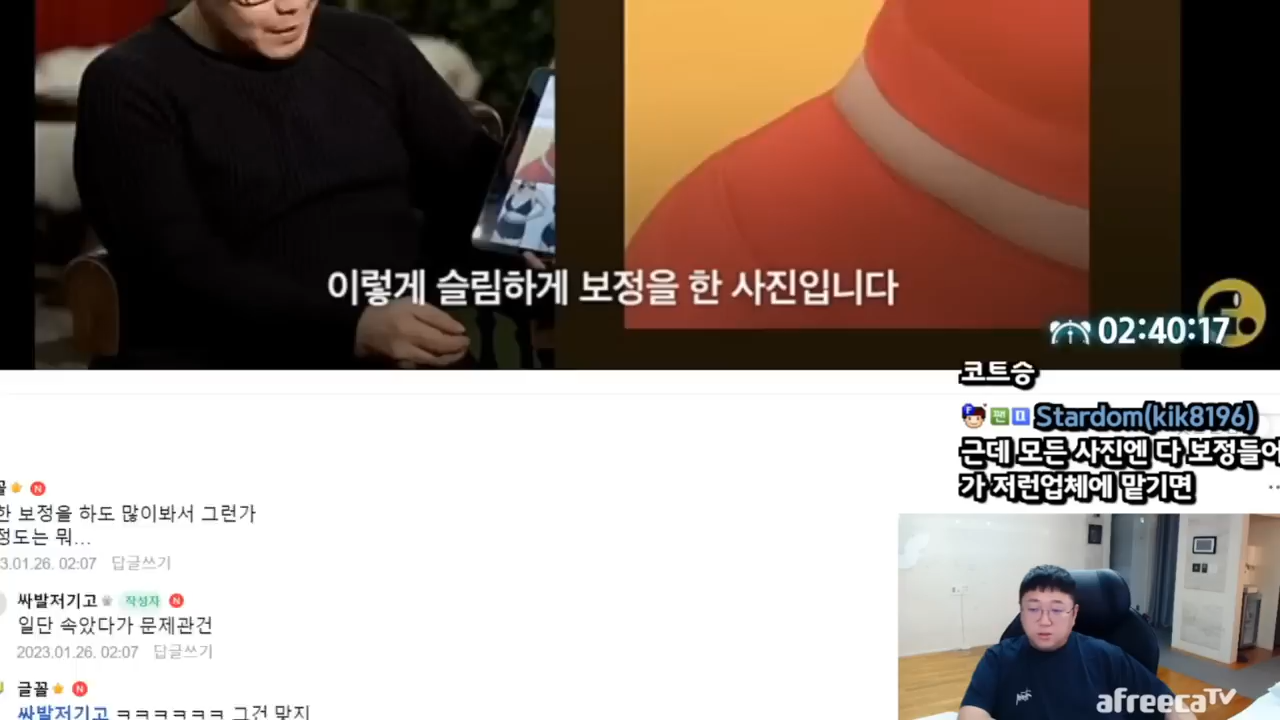 이렇게 슬림하게 보정을 한 사진입니다
02:40:17
코트승
팬 Stardom(kik8196)
근데 모든 사진엔 다 보정들어
가 저런업체에 맡기면
N
한 보정을 하도 많이봐서 그런가
정도는 뭐...
3.01.26. 02:07 답글쓰기
싸발저기고 작성자 N
일단 속았다가 문제관건
2023.01.26. 02:07 답글쓰기
글꼴 N
싸발저기고 ㅋㅋㅋㅋㅋㅋ 그건 맞지
afreecaTV